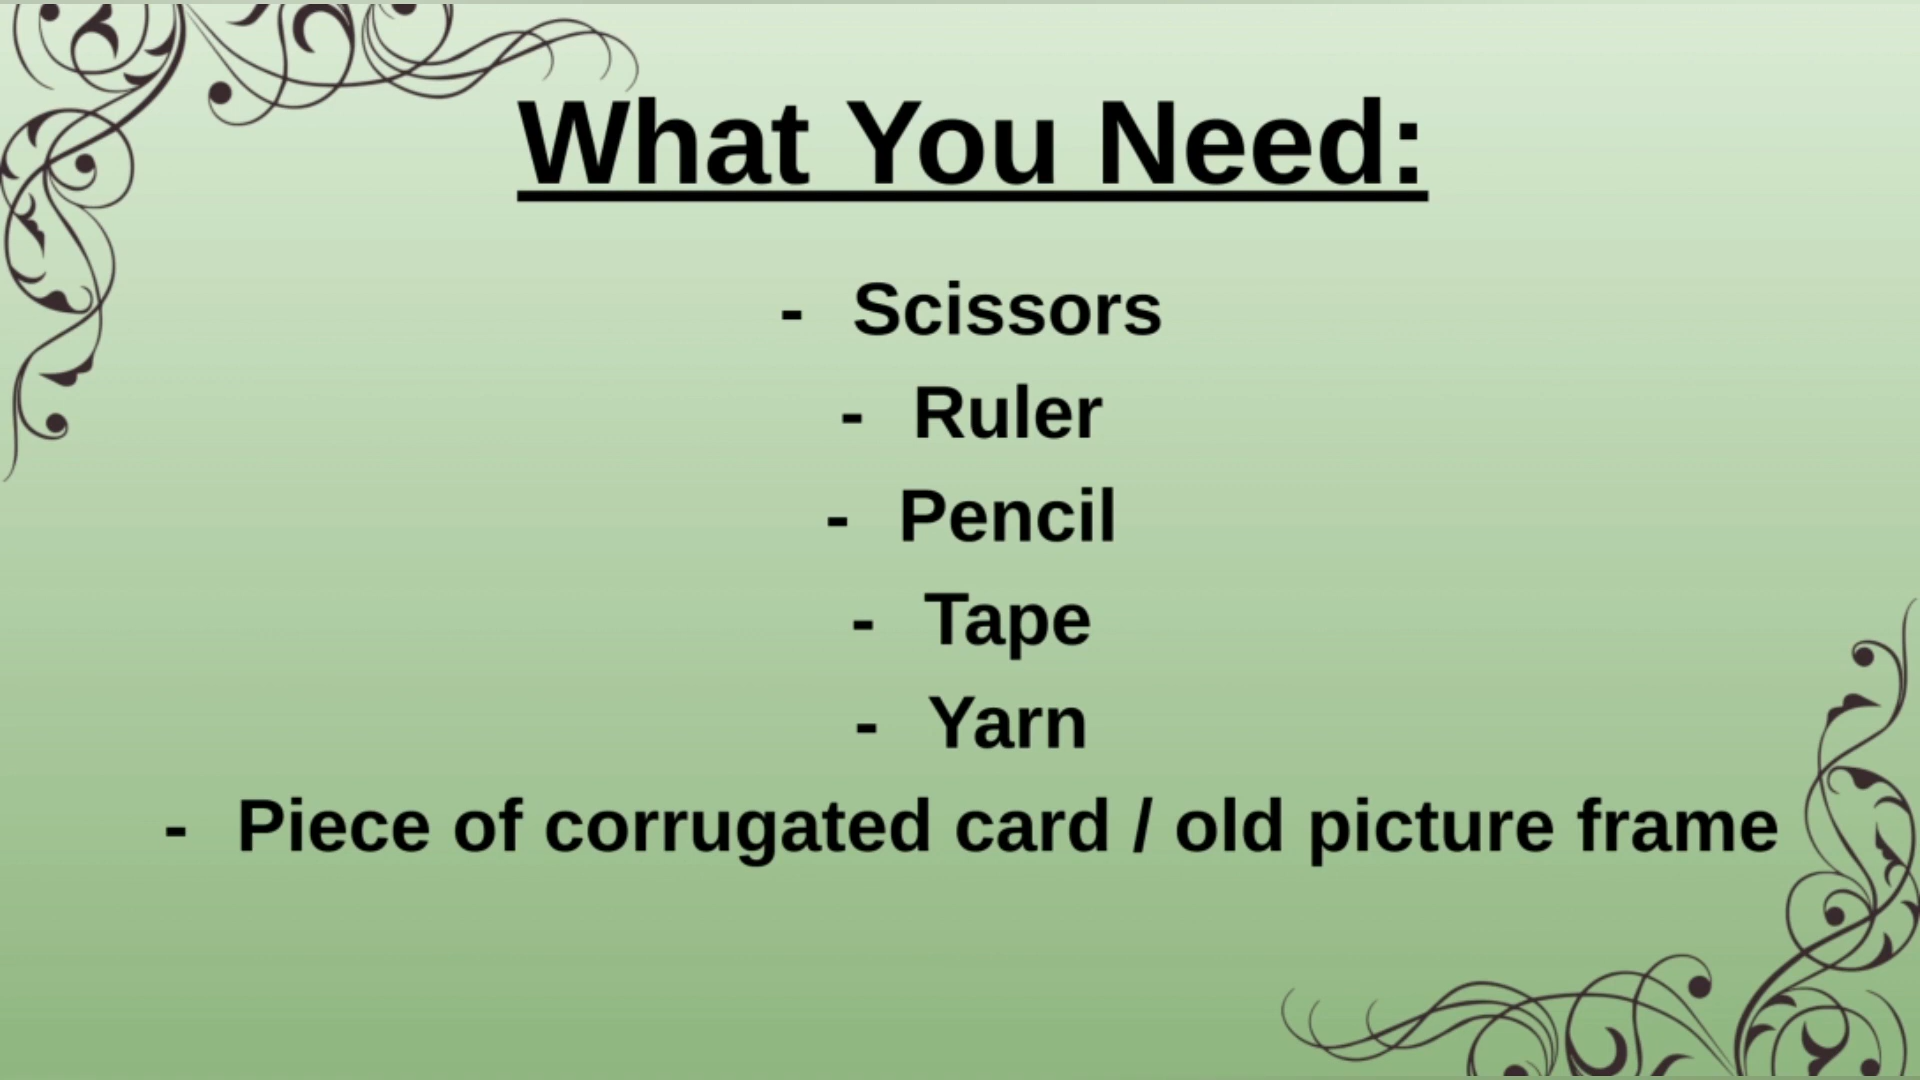 What You Need:
- Scissors
- Ruler
- Pencil
- Tape
- Yarn
- Piece of corrugated card / old picture frame